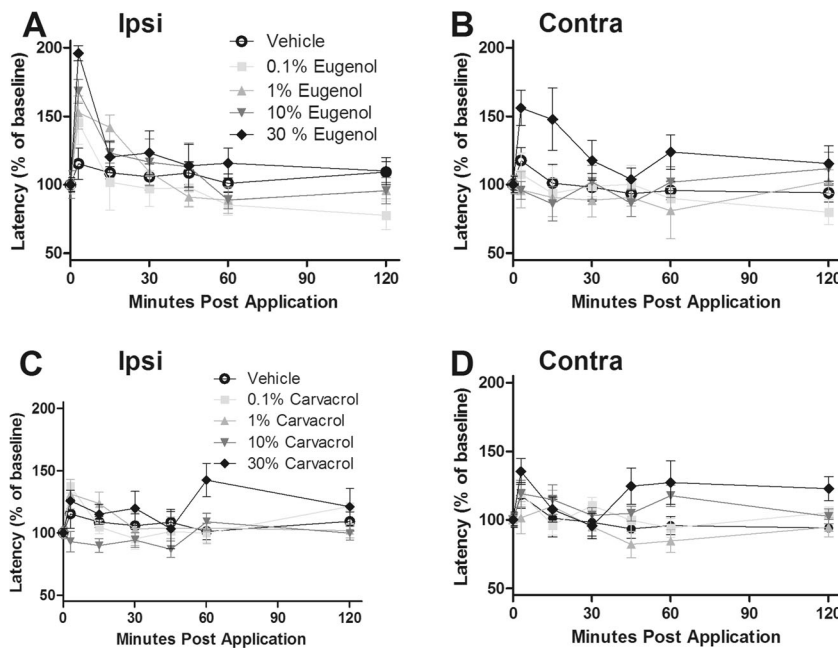 A
Ipsi
Vehicle
0.1% Eugenol
1% Eugenol
10% Eugenol
30 % Eugenol
Latency (% of baseline)
200
150
100
50
0
30
60
90
120
Minutes Post Application
B
Contra
Latency (% of baseline)
200
150
100
50
0
30
60
90
120
Minutes Post Application
C
Ipsi
Vehicle
0.1% Carvacrol
1% Carvacrol
10% Carvacrol
30% Carvacrol
Latency (% of baseline)
200
150
100
50
0
30
60
90
120
Minutes Post Application
D
Contra
Latency (% of baseline)
200
150
100
50
0
30
60
90
120
Minutes Post Application